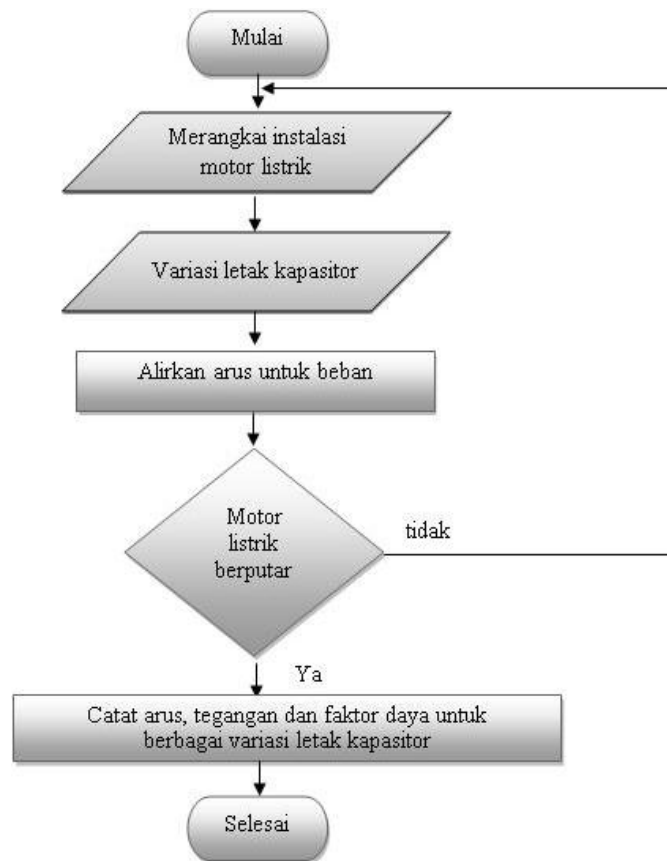 Mulai
Merangkai instalasi
motor listrik
Variasi letak kapasitor
Alirkan arus untuk beban
Motor
listrik
berputar
tidak
Ya
Catat arus, tegangan dan faktor daya untuk
berbagai variasi letak kapasitor
Selesai